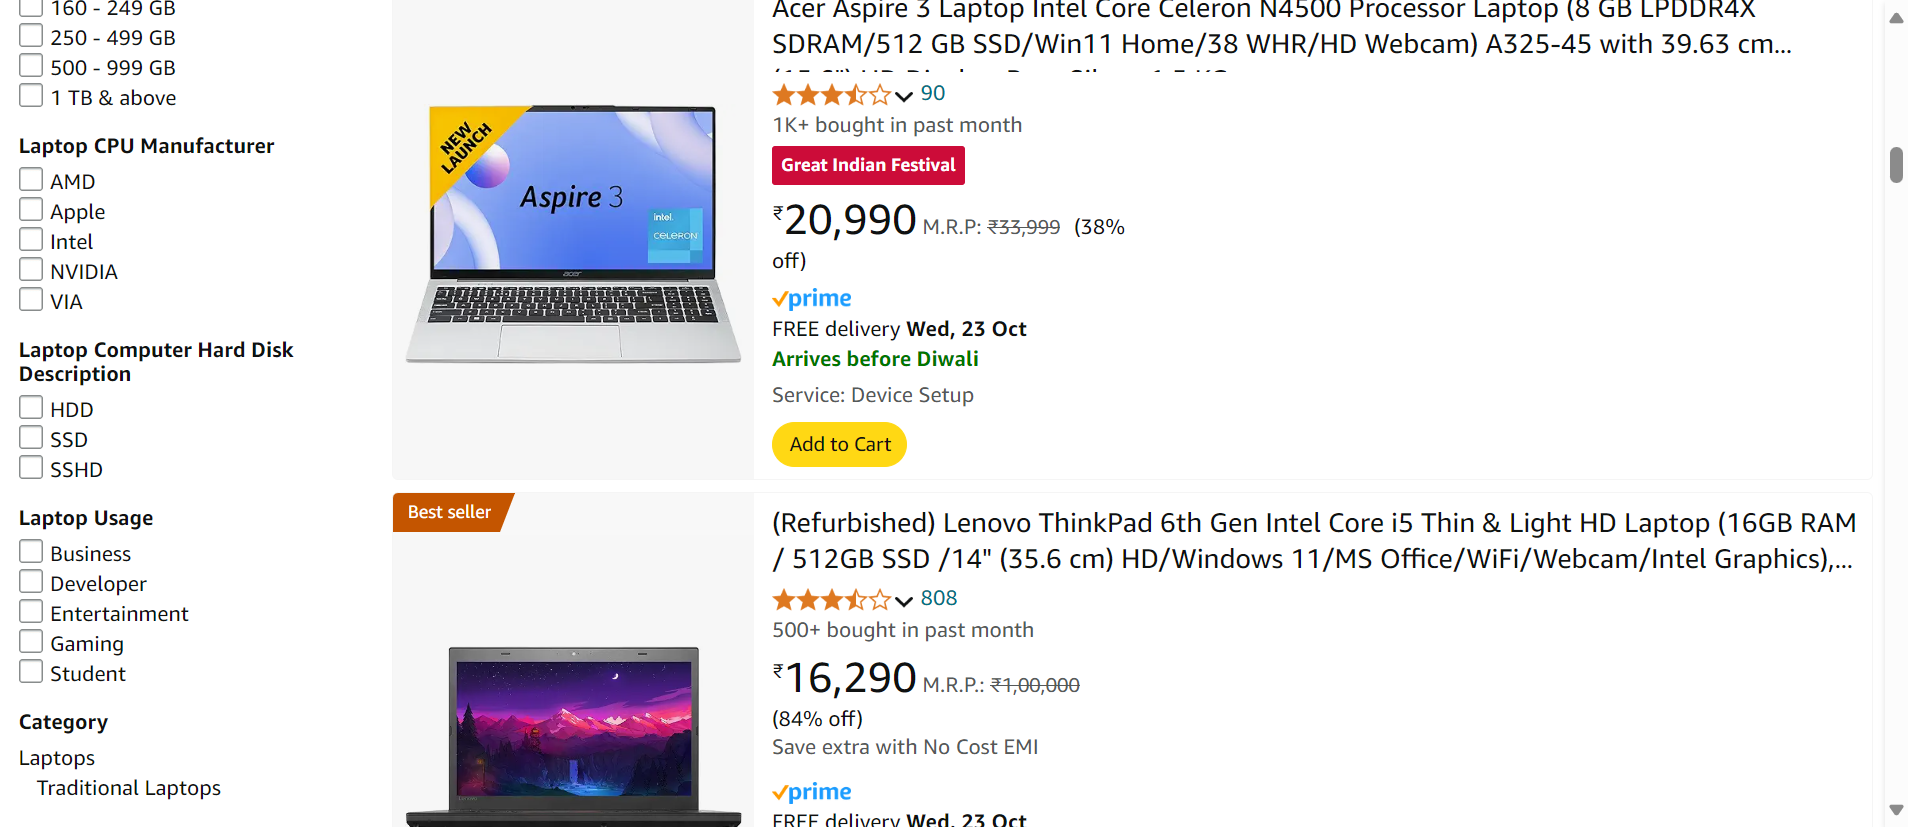 160 - 249 GB
250 - 499 GB
500 - 999 GB
1 TB & above
Laptop CPU Manufacturer
AMD
Apple
Intel
NVIDIA
VIA
Laptop Computer Hard Disk
Description
HDD
SSD
SSHD
Laptop Usage
Business
Developer
Entertainment
Gaming
Student
Category
Laptops
Traditional Laptops
NEW
LAUNCH
Aspire 3
intel.
CELERON
acer
Acer Aspire 3 Laptop Intel Core Celeron N4500 Processor Laptop (8 GB LPDDR4X
SDRAM/512 GB SSD/Win11 Home/38 WHR/HD Webcam) A325-45 with 39.63 cm...
90
1K+ bought in past month
Great Indian Festival
₹20,990 M.R.P: ₹33,999 (38%
off)
prime
FREE delivery Wed, 23 Oct
Arrives before Diwali
Service: Device Setup
Add to Cart
Best seller
(Refurbished) Lenovo ThinkPad 6th Gen Intel Core i5 Thin & Light HD Laptop (16GB RAM
/ 512GB SSD /14" (35.6 cm) HD/Windows 11/MS Office/WiFi/Webcam/Intel Graphics),...
808
500+ bought in past month
₹16,290 M.R.P.: ₹1,00,000
(84% off)
Save extra with No Cost EMI
prime
FREE delivery Wed, 23 Oct